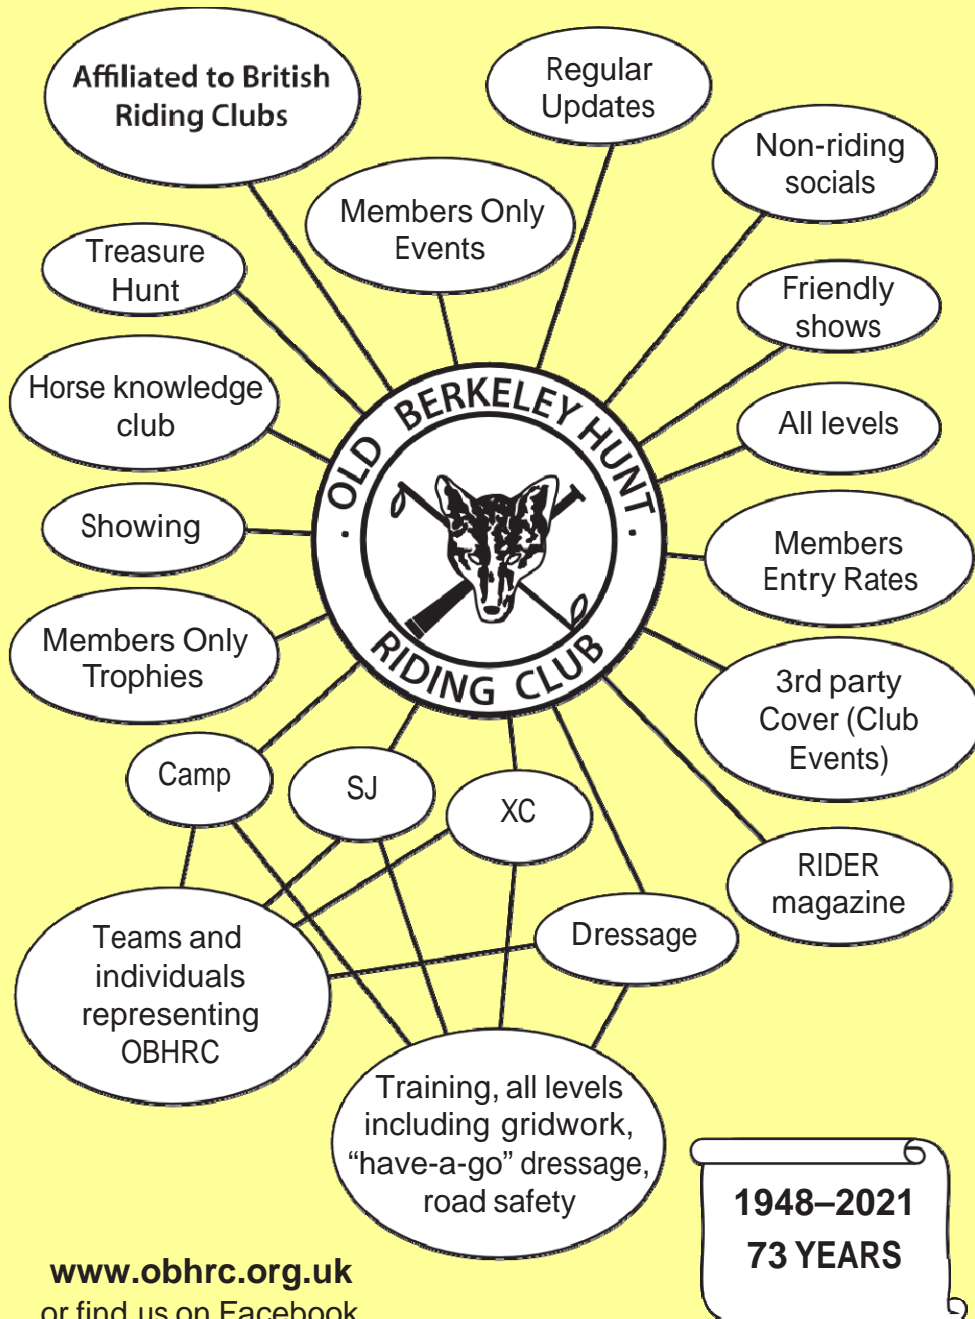 Affiliated to British
Riding Clubs
Regular
Updates
Non-riding
socials
Members Only
Events
Treasure
Hunt
Friendly
shows
Horse knowledge
club
All levels
OLD BERKELEY HUNT
RIDING CLUB
Showing
Members
Entry Rates
Members Only
Trophies
3rd party
Cover (Club
Events)
Camp
SJ
XC
RIDER
magazine
Dressage
Teams and
individuals
representing
OBHRC
Training, all levels
including gridwork,
“have-a-go” dressage,
road safety
1948–2021
73 YEARS
www.obhrc.org.uk
or find us on Facebook